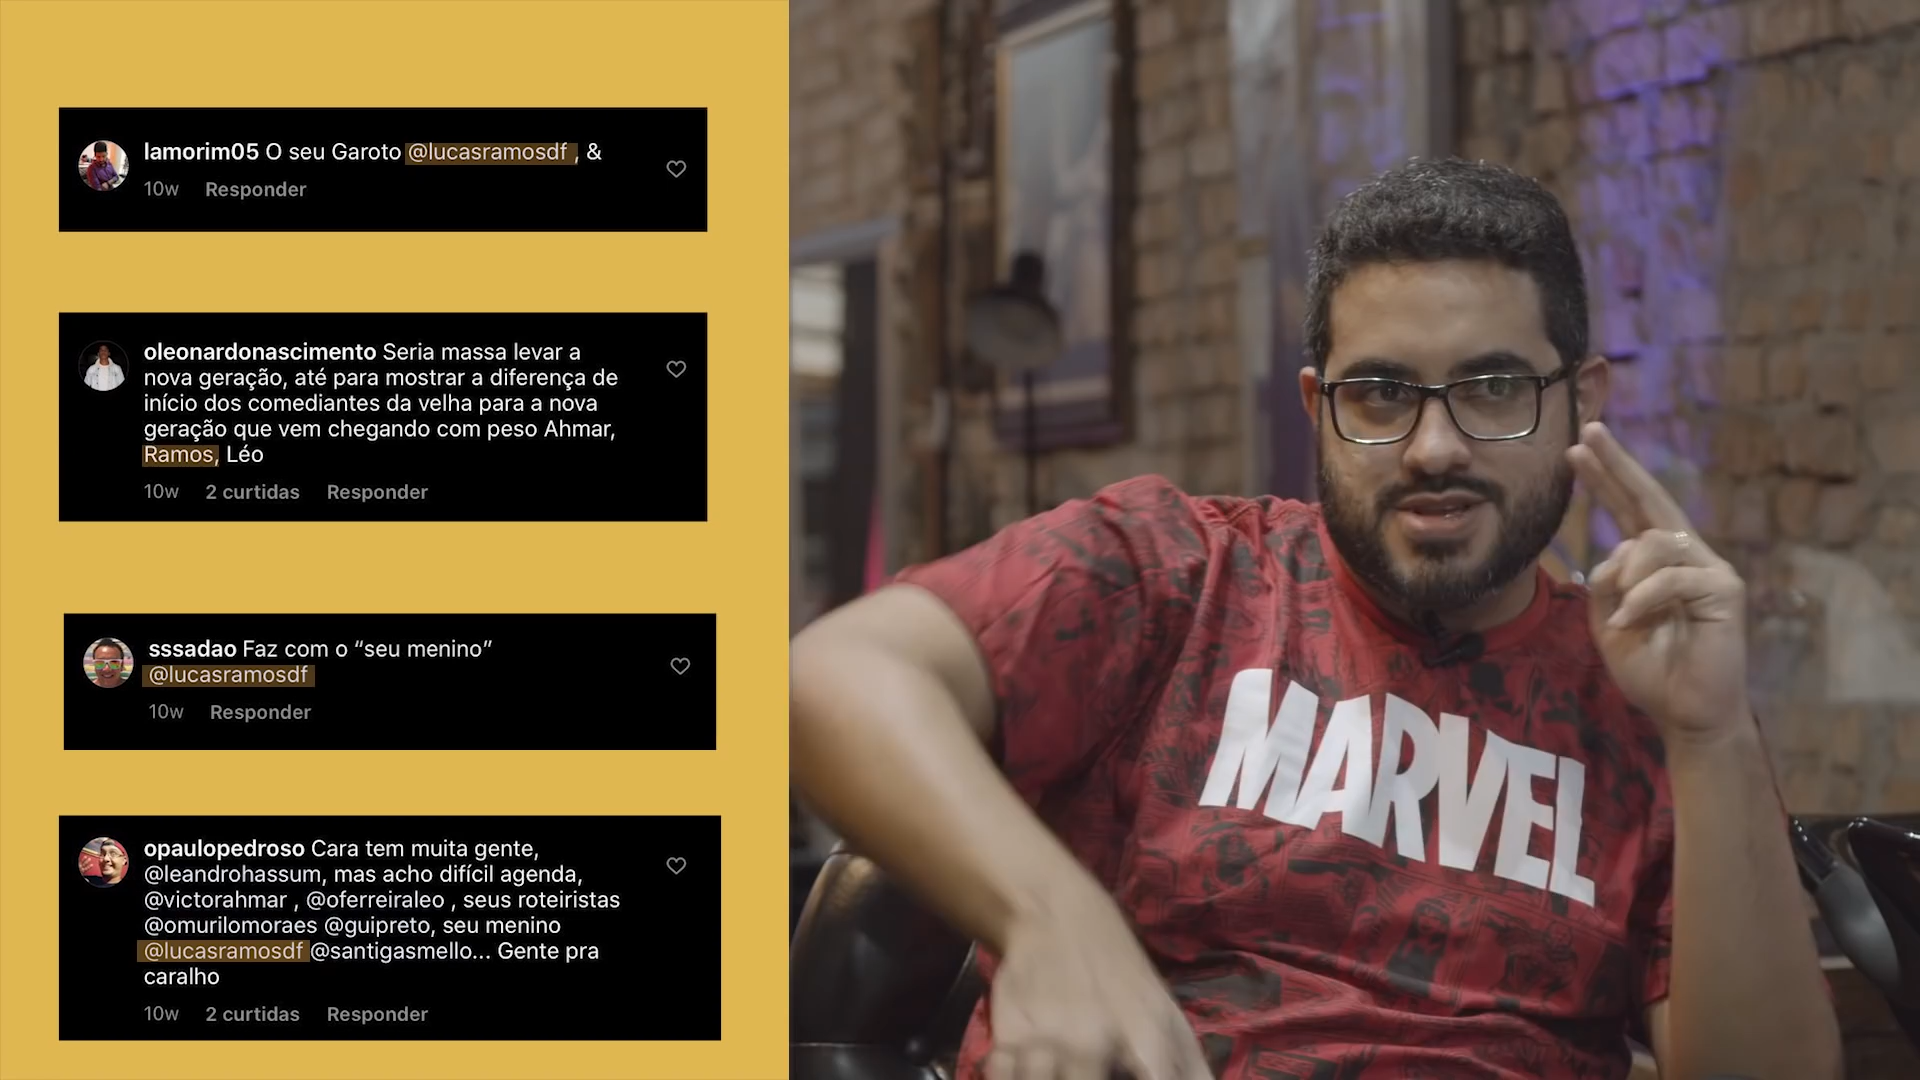 lamorim05 O seu Garoto @lucasramosdf , &
10w Responder
oleonardonascimento Seria massa levar a
nova geração, até para mostrar a diferença de
início dos comediantes da velha para a nova
geração que vem chegando com peso Ahmar,
Ramos, Léo
10w 2 curtidas Responder
sssadao Faz com o “seu menino”
@lucasramosdf
10w Responder
opaulopedroso Cara tem muita gente,
@leandrohassum, mas acho difícil agenda,
@victorahmar , @oferreiraleo , seus roteiristas
@omurilomoraes @guipreto, seu menino
@lucasramosdf @santigasmello... Gente pra
caralho
10w 2 curtidas Responder
MARVEL